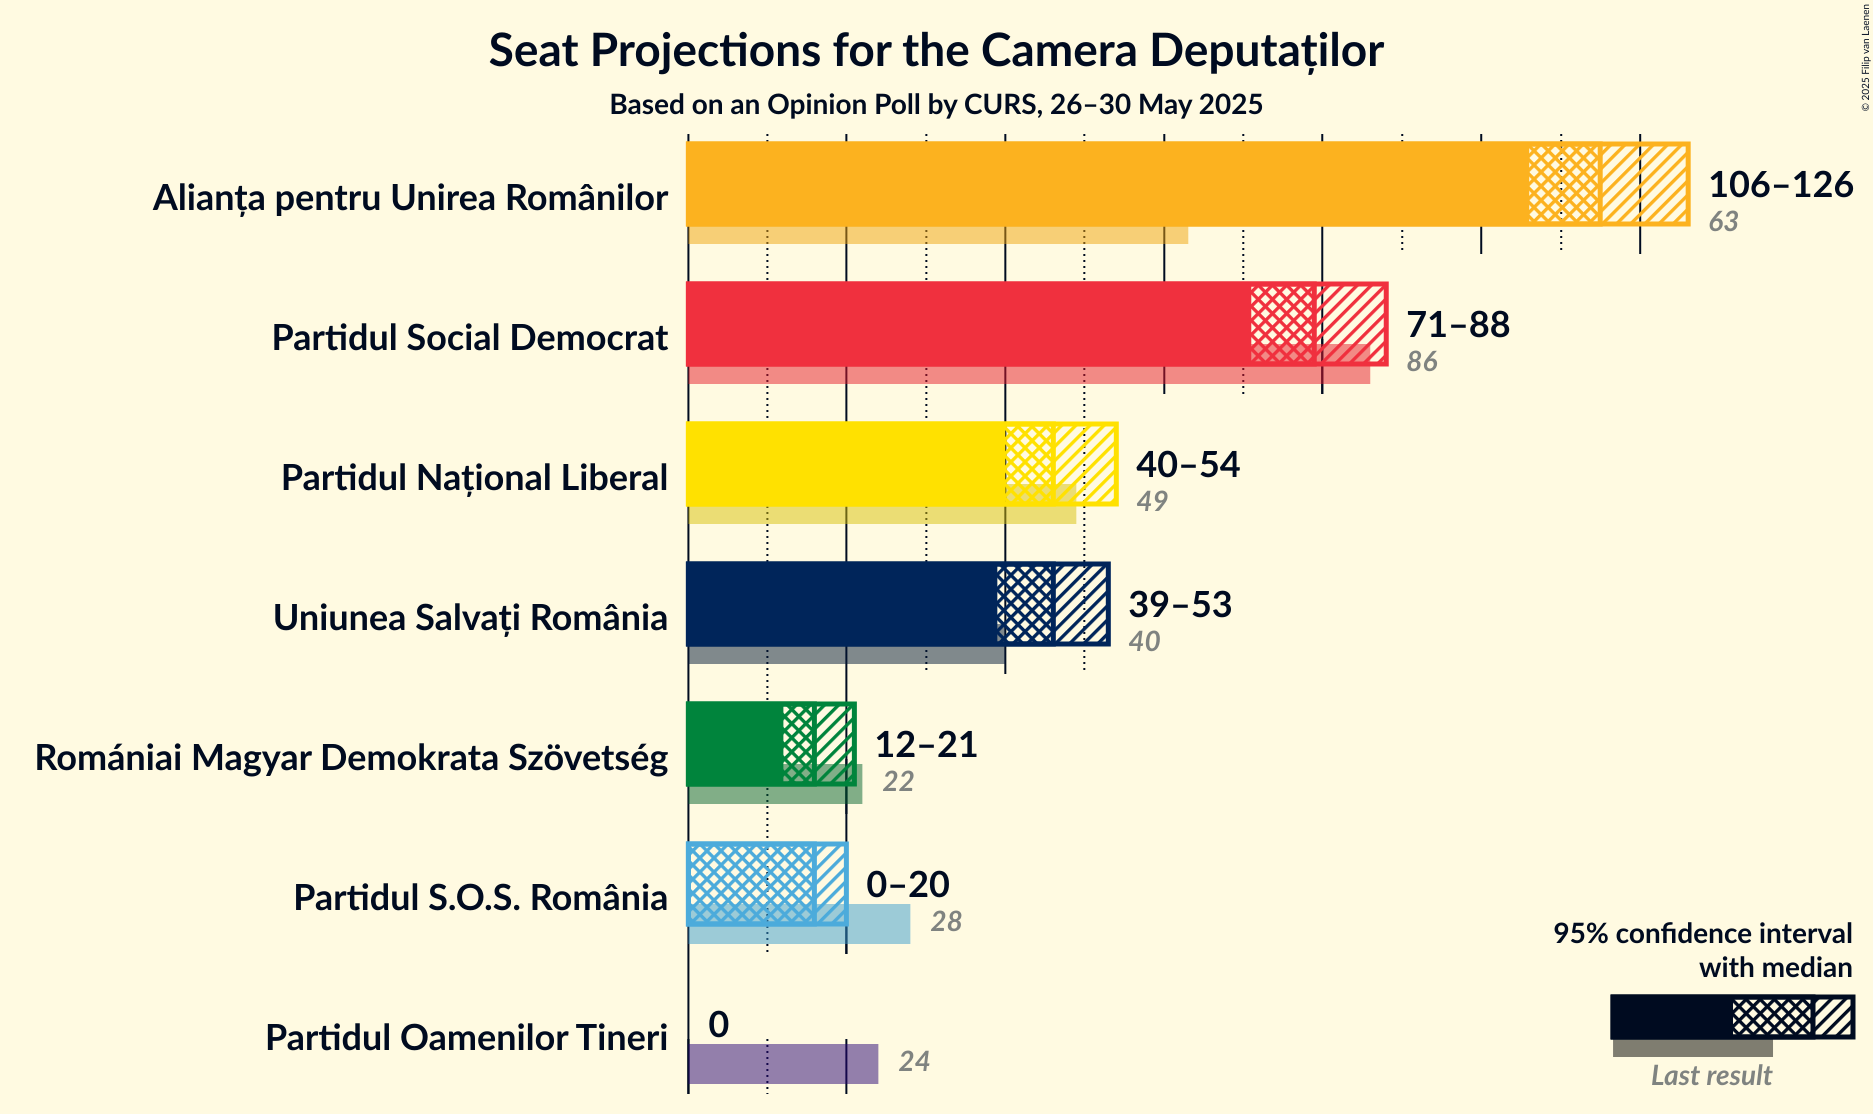 Seat Projections for the Camera Deputaților
Based on an Opinion Poll by CURS, 26–30 May 2025
© 2025 Filip van Laenen
Alianța pentru Unirea Românilor
106–126
63
Partidul Social Democrat
71–88
86
Partidul Național Liberal
40–54
49
Uniunea Salvați România
39–53
40
Romániai Magyar Demokrata Szövetség
12–21
22
Partidul S.O.S. România
0–20
28
Partidul Oamenilor Tineri
0
24
95% confidence interval
with median
Last result